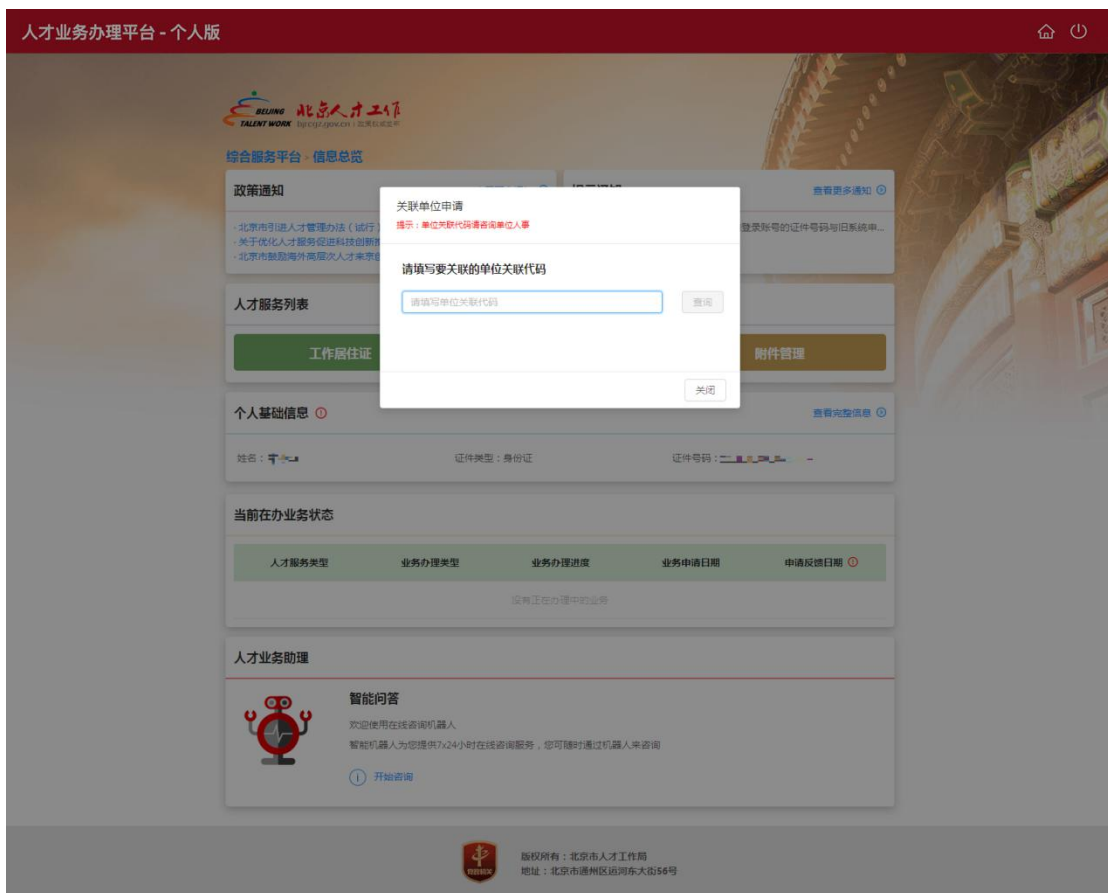 人才业务办理平台 - 个人版
BEIJING
TALENT WORK
北京人才工作
综合服务平台 - 信息总览
政策通知
查看更多通知
· 北京市引进人才管理办法（试行）
· 关于优化人才服务促进科技创新
· 北京市鼓励海外高层次人才来京
登录账号的证件号码与旧系统申...
关联单位申请
提示：单位关联代码请咨询单位人事
请填写要关联的单位关联代码
请填写单位关联代码
查询
关闭
人才服务列表
工作居住证
附件管理
个人基础信息
查看完整信息
姓名：
证件类型：身份证
证件号码：
当前在办业务状态
人才服务类型 业务办理类型 业务办理进度 业务申请日期 申请反馈日期
没有正在办理中的业务
人才业务助理
智能问答
欢迎使用在线咨询机器人
智能机器人为您提供7x24小时在线咨询服务，您可随时通过机器人来咨询
开始咨询
版权所有：北京市人才工作局
地址：北京市通州区运河东大街56号